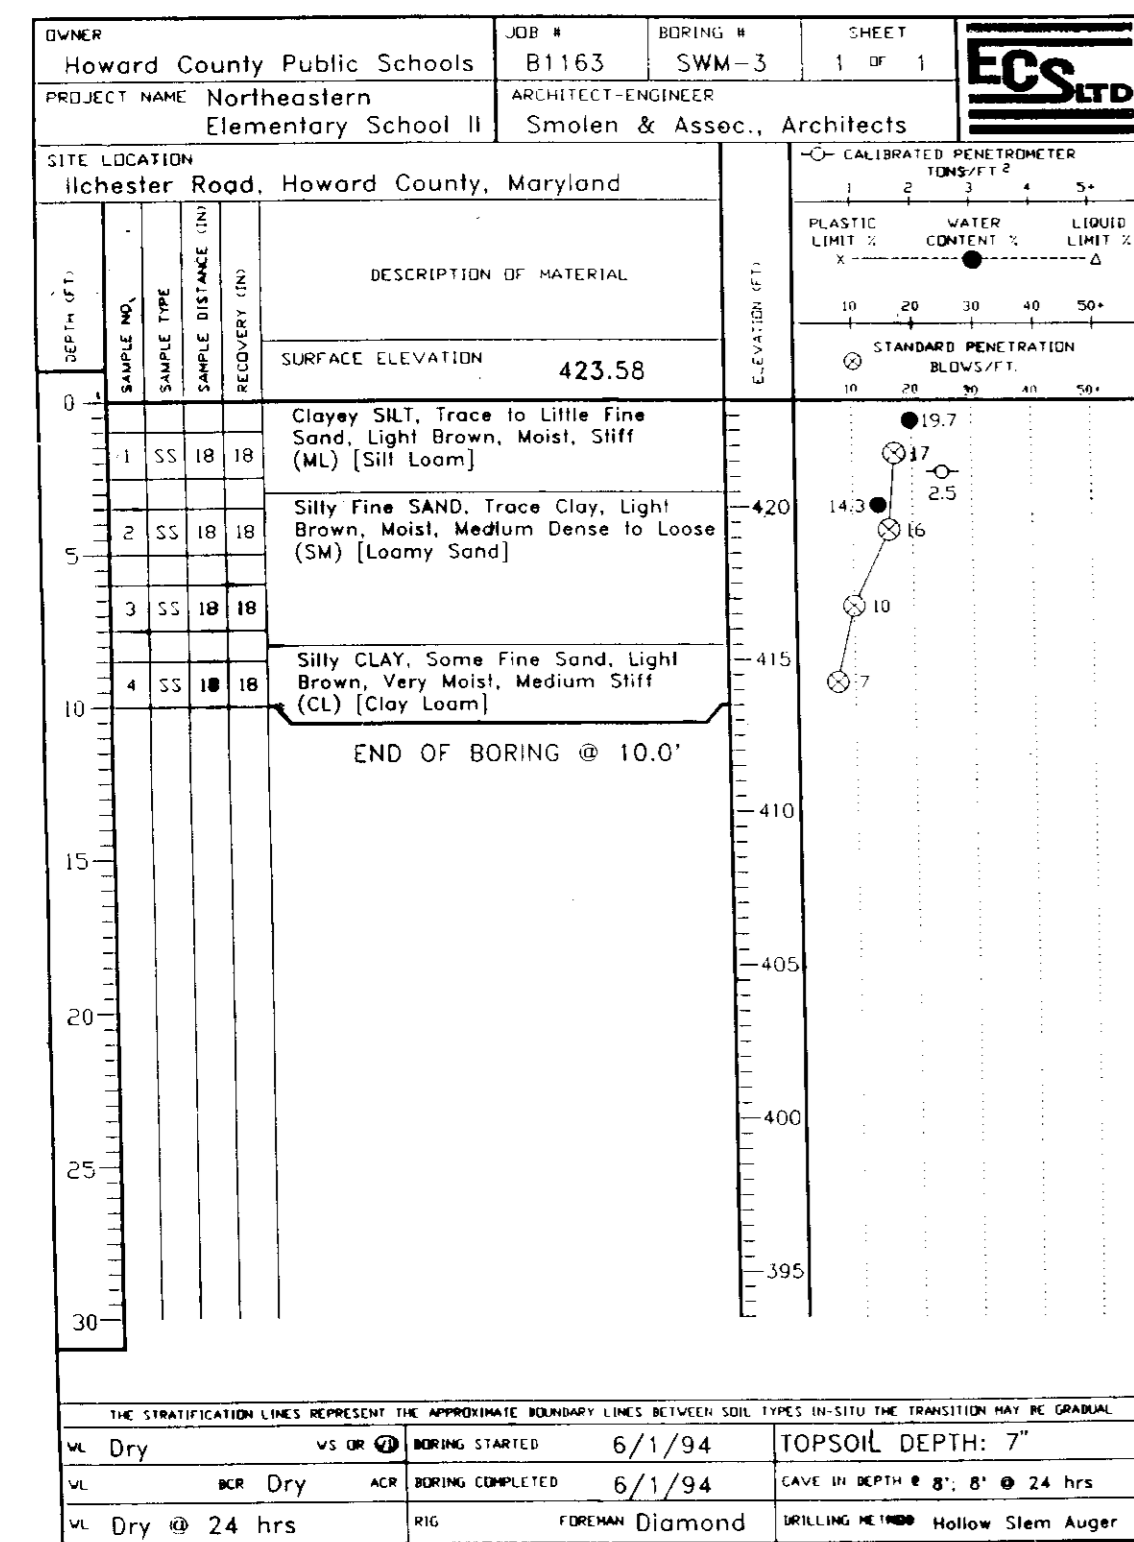 OWNER
Howard County Public Schools
JOB #
B1163
BORING #
SWM-3
SHEET
1 OF 1
ECS LTD
PROJECT NAME Northeastern
Elementary School II
ARCHITECT-ENGINEER
Smolen & Assoc., Architects
SITE LOCATION
Ilchester Road, Howard County, Maryland
-O- CALIBRATED PENETROMETER
TONS/FT 2
1 2 3 4 5+
PLASTIC WATER LIQUID
LIMIT % CONTENT % LIMIT %
X Δ
10 20 30 40 50+
STANDARD PENETRATION
BLOWS/FT.
10 20 30 40 50+
DEPTH (FT)
SAMPLE NO.
SAMPLE TYPE
SAMPLE DISTANCE (IN)
RECOVERY (IN)
DESCRIPTION OF MATERIAL
SURFACE ELEVATION 423.58
ELEVATION (FT)
0
Clayey SILT, Trace to Little Fine
Sand, Light Brown, Moist, Stiff
(ML) [Silt Loam]
1 SS 18 18
19.7
17
2.5
Silty Fine SAND, Trace Clay, Light
Brown, Moist, Medium Dense to Loose
(SM) [Loamy Sand]
2 SS 18 18
420
14.3
16
5
3 SS 18 18
10
Silty CLAY, Some Fine Sand, Light
Brown, Very Moist, Medium Stiff
(CL) [Clay Loam]
4 SS 18 18
415
7
10
END OF BORING @ 10.0'
410
15
405
20
400
25
395
30
THE STRATIFICATION LINES REPRESENT THE APPROXIMATE BOUNDARY LINES BETWEEN SOIL TYPES IN-SITU THE TRANSITION MAY BE GRADUAL
WL Dry WS OR WD BORING STARTED 6/1/94 TOPSOIL DEPTH: 7"
WL BCR Dry ACR BORING COMPLETED 6/1/94 CAVE IN DEPTH @ 8'; 8' @ 24 hrs
WL Dry @ 24 hrs RIG FOREMAN Diamond DRILLING METHOD Hollow Stem Auger